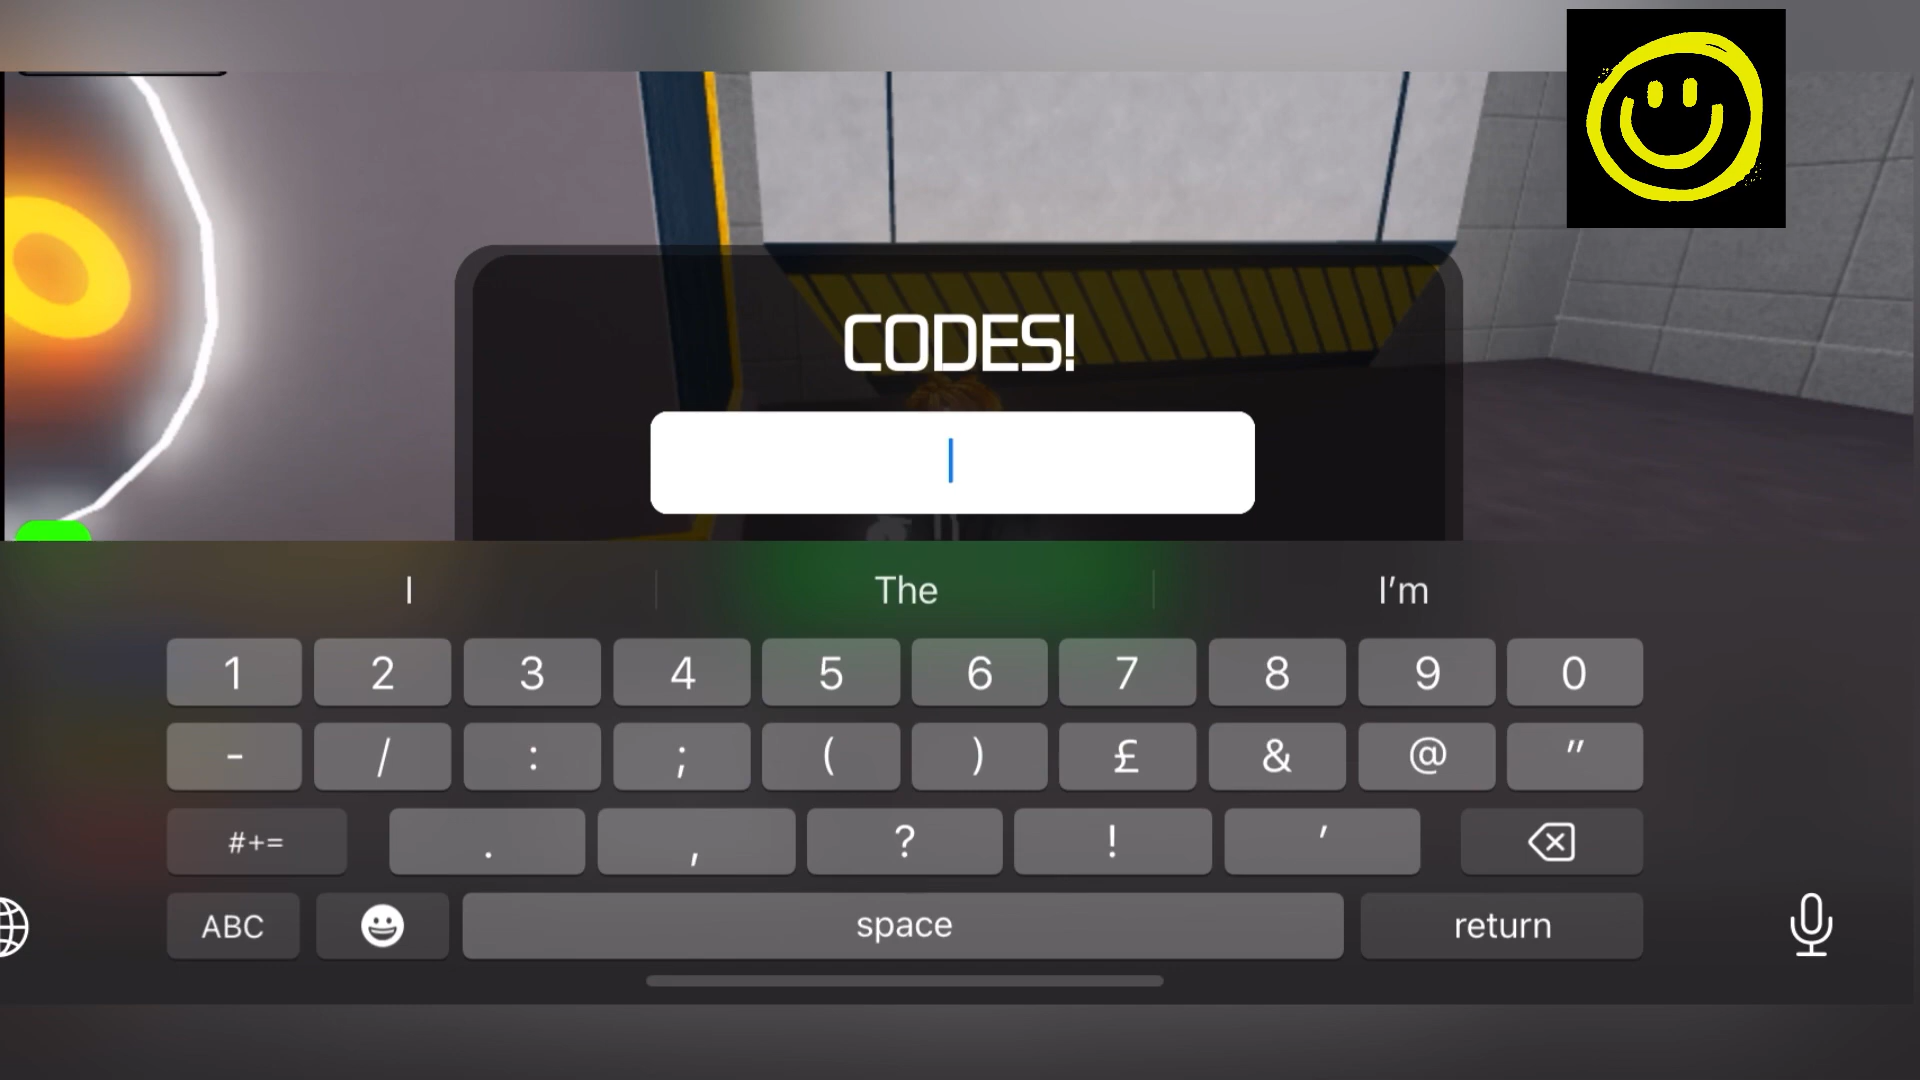 CODES!
I The I’m
1 2 3 4 5 6 7 8 9 0
- / : ; ( ) £ & @ "
#+= . , ? ! '
ABC space return